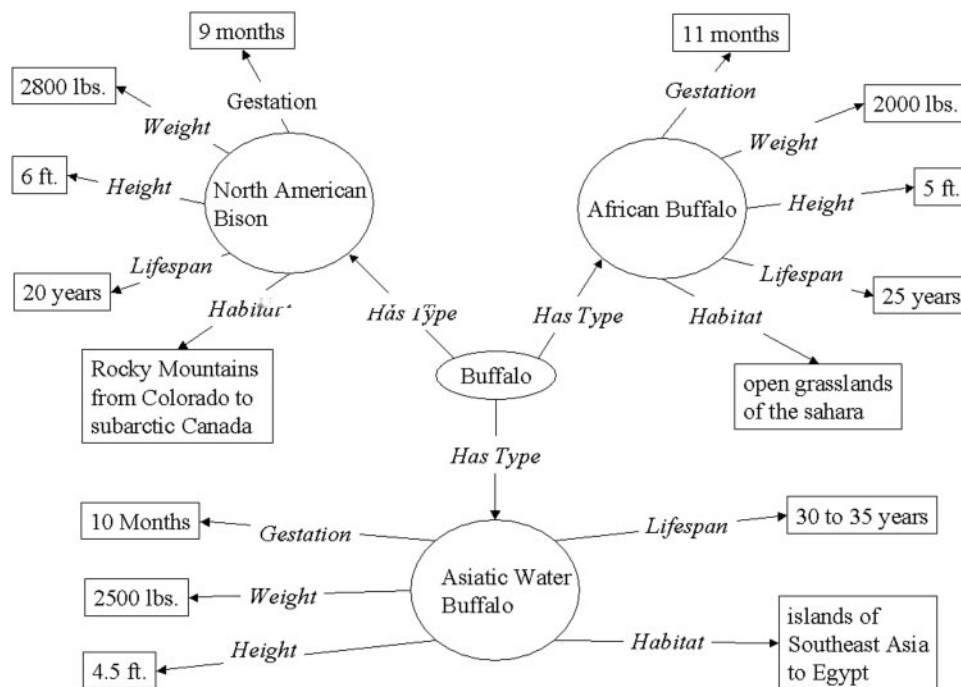 9 months
11 months
2800 lbs.
Gestation
Gestation
2000 lbs.
Weight
Weight
6 ft.
Height
North American
Bison
African Buffalo
Height
5 ft.
20 years
Lifespan
Lifespan
25 years
Habitat
Has Type
Has Type
Habitat
Rocky Mountains
from Colorado to
subarctic Canada
Buffalo
open grasslands
of the sahara
Has Type
10 Months
Gestation
Lifespan
30 to 35 years
2500 lbs.
Weight
Asiatic Water
Buffalo
Height
4.5 ft.
Habitat
islands of
Southeast Asia
to Egypt